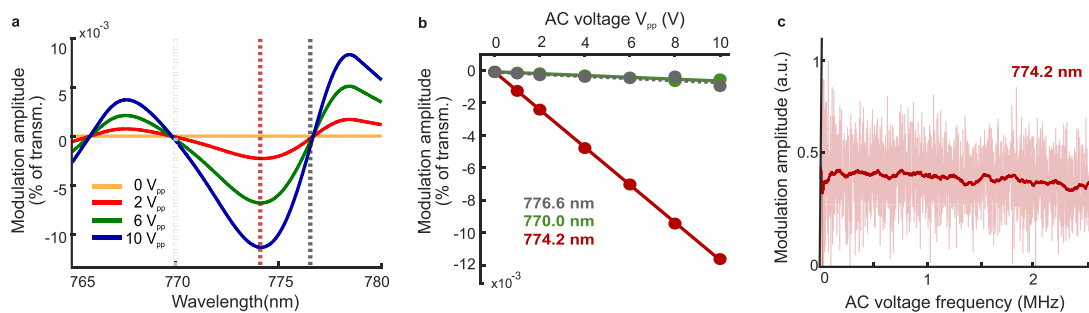 a
×10⁻³
10
5
0
-5
-10
Modulation amplitude
(% of transm.)
0 Vpp
2 Vpp
6 Vpp
10 Vpp
765
770
775
780
Wavelength(nm)
b
AC voltage Vpp (V)
0
2
4
6
8
10
0
-2
-4
-6
-8
-10
-12
Modulation amplitude
(% of transm.)
776.6 nm
770.0 nm
774.2 nm
x10⁻³
c
774.2 nm
1
0.5
0
Modulation amplitude (a.u.)
0
1
2
AC voltage frequency (MHz)